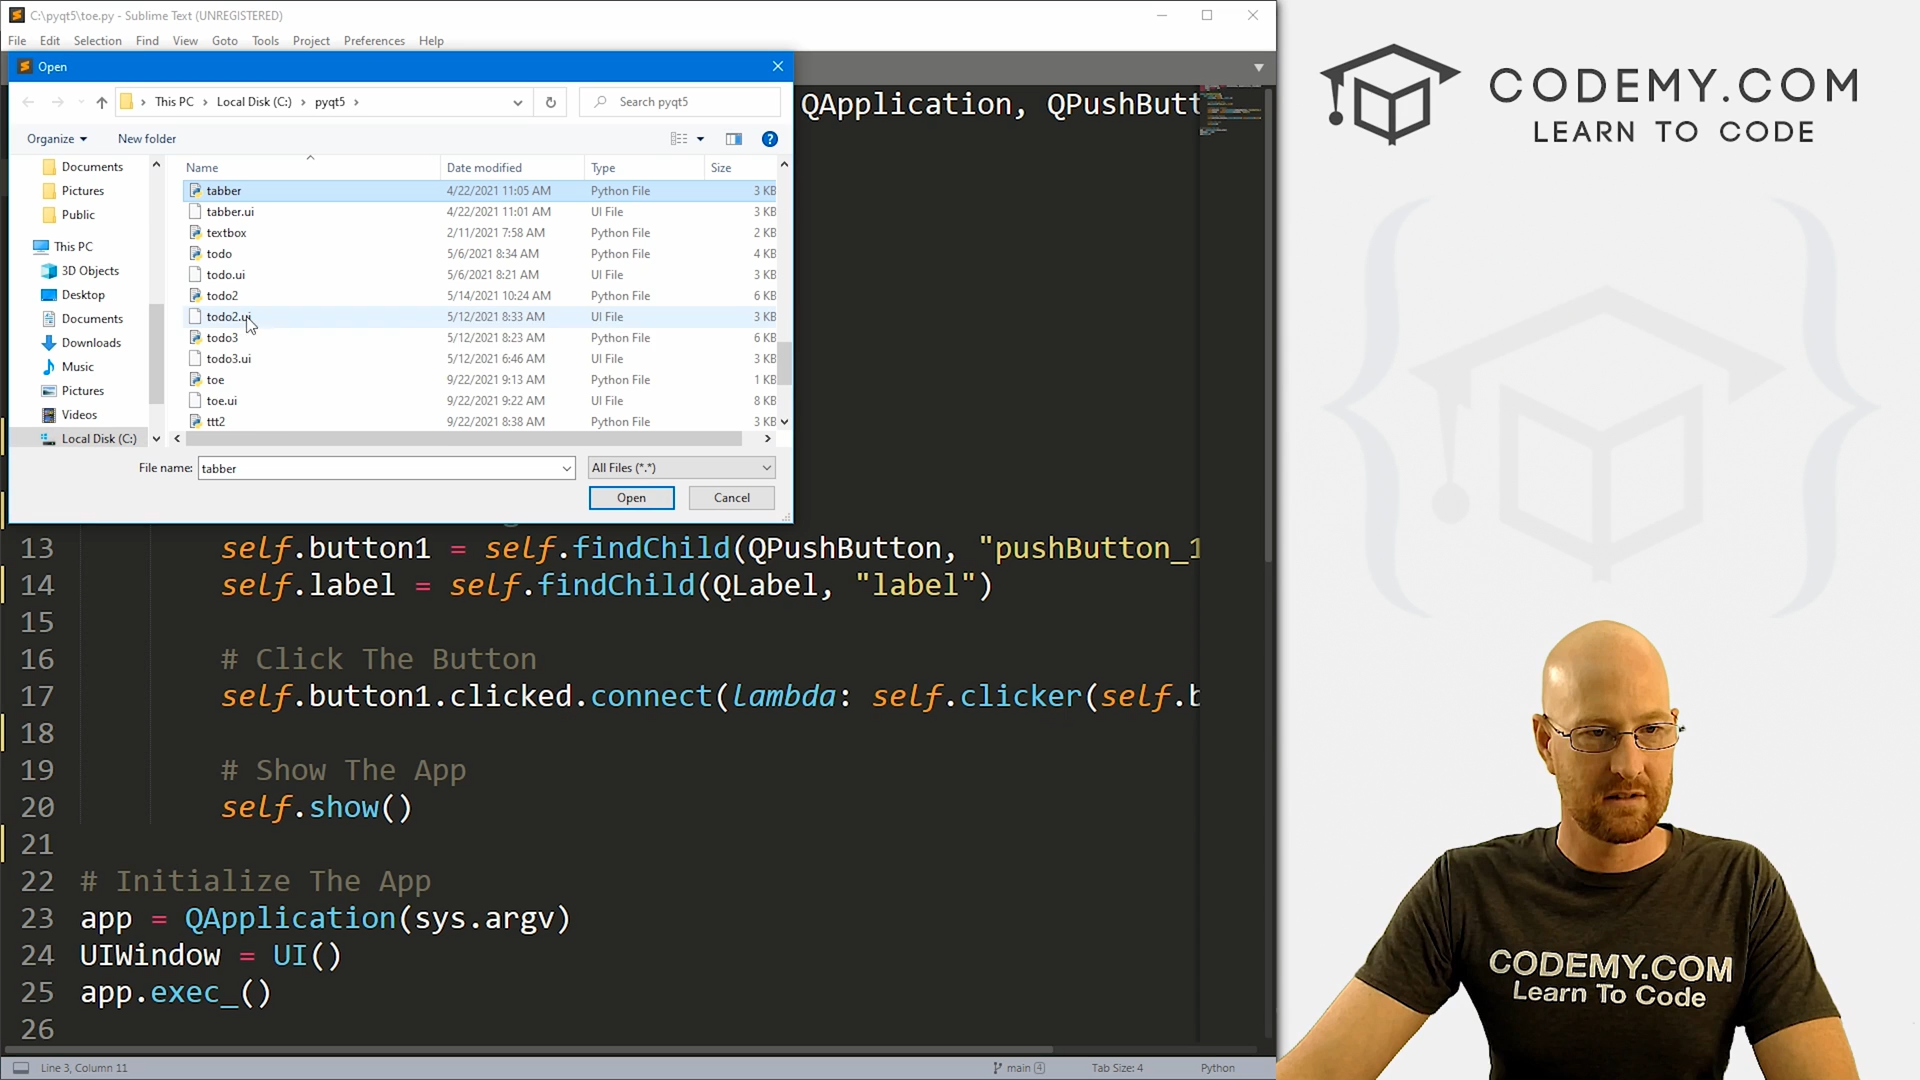 C:\pyqt5\toe.py - Sublime Text (UNREGISTERED)
File Edit Selection Find View Goto Tools Project Preferences Help
Open
This PC > Local Disk (C:) > pyqt5 >
Search pyqt5
Organize
New folder
Documents
Pictures
Public
This PC
3D Objects
Desktop
Documents
Downloads
Music
Pictures
Videos
Local Disk (C:)
Name Date modified Type Size
tabber 4/22/2021 11:05 AM Python File 3 KB
tabber.ui 4/22/2021 11:01 AM UI File 3 KB
textbox 2/11/2021 7:58 AM Python File 2 KB
todo 5/6/2021 8:34 AM Python File 4 KB
todo.ui 5/6/2021 8:21 AM UI File 3 KB
todo2 5/14/2021 10:24 AM Python File 6 KB
todo2.ui 5/12/2021 8:33 AM UI File 3 KB
todo3 5/12/2021 8:23 AM Python File 6 KB
todo3.ui 5/12/2021 6:46 AM UI File 3 KB
toe 9/22/2021 9:13 AM Python File 1 KB
toe.ui 9/22/2021 9:22 AM UI File 8 KB
ttt2 9/22/2021 8:38 AM Python File 3 KB
File name: tabber
All Files (*.*)
Open
Cancel
QApplication, QPushButt
13 self.button1 = self.findChild(QPushButton, "pushButton_1
14 self.label = self.findChild(QLabel, "label")
15
16 # Click The Button
17 self.button1.clicked.connect(lambda: self.clicker(self.b
18
19 # Show The App
20 self.show()
21
22 # Initialize The App
23 app = QApplication(sys.argv)
24 UIWindow = UI()
25 app.exec_()
26
Line 3, Column 11
main 4
Tab Size: 4
Python
CODEMY.COM
LEARN TO CODE
CODEMY.COM
Learn To Code